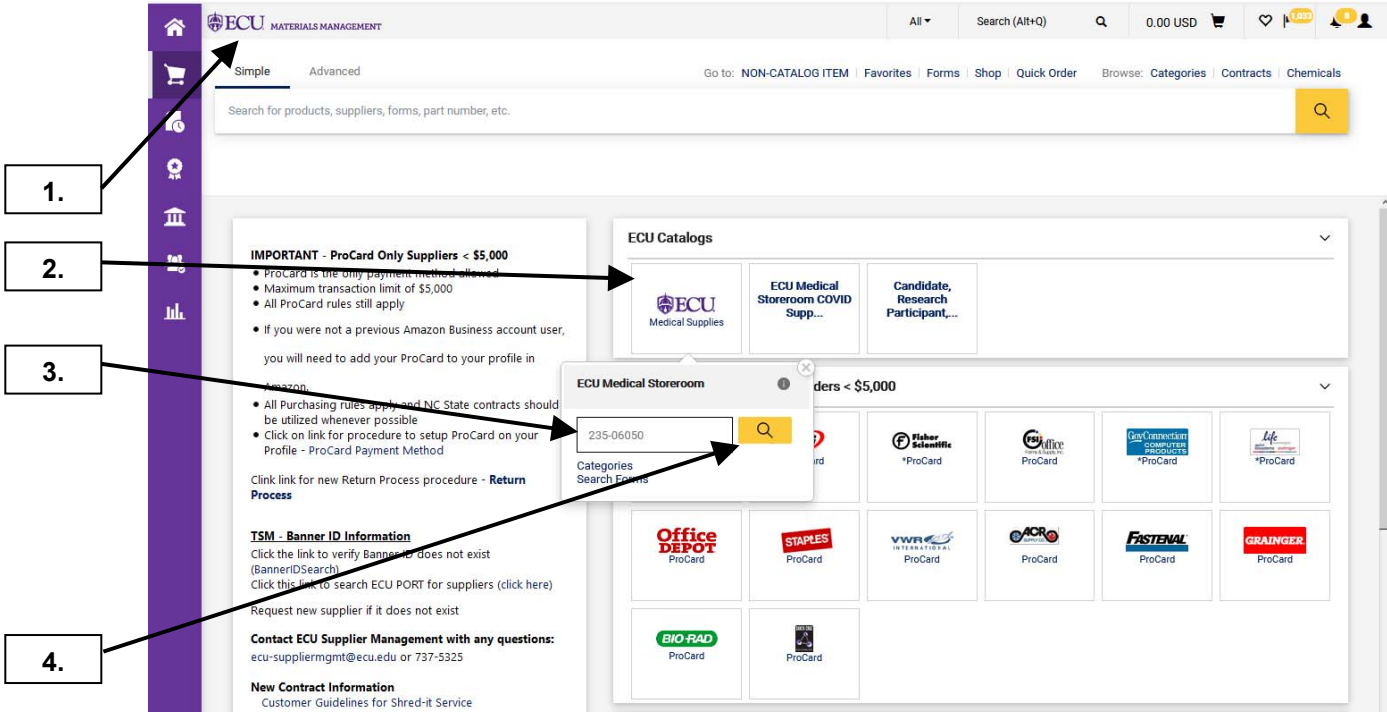 ECU MATERIALS MANAGEMENT
All
Search (Alt+Q)
0.00 USD
Simple
Advanced
Go to: NON-CATALOG ITEM Favorites Forms Shop Quick Order Browse: Categories Contracts Chemicals
Search for products, suppliers, forms, part number, etc.
1.
2.
3.
4.
IMPORTANT - ProCard Only Suppliers < $5,000
• ProCard is the only payment method allowed
• Maximum transaction limit of $5,000
• All ProCard rules still apply
• If you were not a previous Amazon Business account user,
you will need to add your ProCard to your profile in
Amazon.
• All Purchasing rules apply and NC State contracts should
be utilized whenever possible
• Click on link for procedure to setup ProCard on your
Profile - ProCard Payment Method
Clink link for new Return Process procedure - Return
Process
TSM - Banner ID Information
Click the link to verify Banner ID does not exist
(BannerIDSearch)
Click this link to search ECU PORT for suppliers (click here)
Request new supplier if it does not exist
Contact ECU Supplier Management with any questions:
ecu-suppliermgmt@ecu.edu or 737-5325
New Contract Information
Customer Guidelines for Shred-it Service
ECU Catalogs
ECU
Medical Supplies
ECU Medical
Storeroom COVID
Supp...
Candidate,
Research
Participant,...
ECU Medical Storeroom
235-06050
Categories
Search Forms
ders < $5,000
Fisher
Scientific
*ProCard
FSIoffice
ProCard
GovConnection
COMPUTER
PRODUCTS
*ProCard
life
*ProCard
Office
DEPOT
ProCard
STAPLES
ProCard
VWR
INTERNATIONAL
ProCard
ACRO
SUPPLY CO.
ProCard
FASTENAL
ProCard
GRAINGER
ProCard
BIO-RAD
ProCard
ProCard